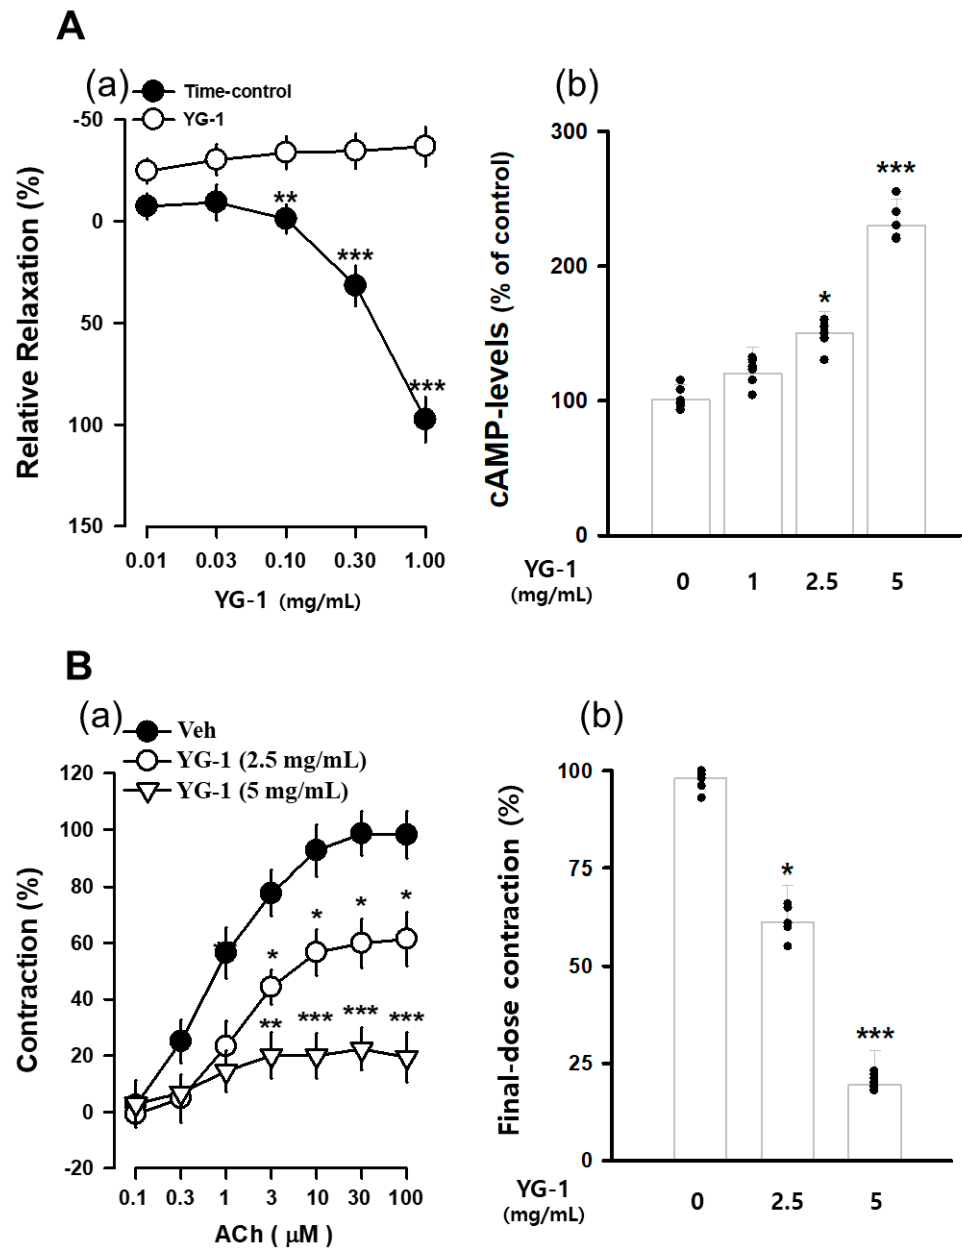 A
(a)
Time-control
YG-1
-50
0
50
100
150
Relative Relaxation (%)
**
***
***
0.01 0.03 0.10 0.30 1.00
YG-1 (mg/mL)
(b)
300
200
100
0
cAMP-levels (% of control)
*
***
YG-1
(mg/mL)
0 1 2.5 5
B
(a)
Veh
YG-1 (2.5 mg/mL)
YG-1 (5 mg/mL)
120
100
80
60
40
20
0
-20
Contraction (%)
* * * *
** *** *** ***
0.1 0.3 1 3 10 30 100
ACh ( μM )
(b)
100
75
50
25
0
Final-dose contraction (%)
*
***
YG-1
(mg/mL)
0 2.5 5